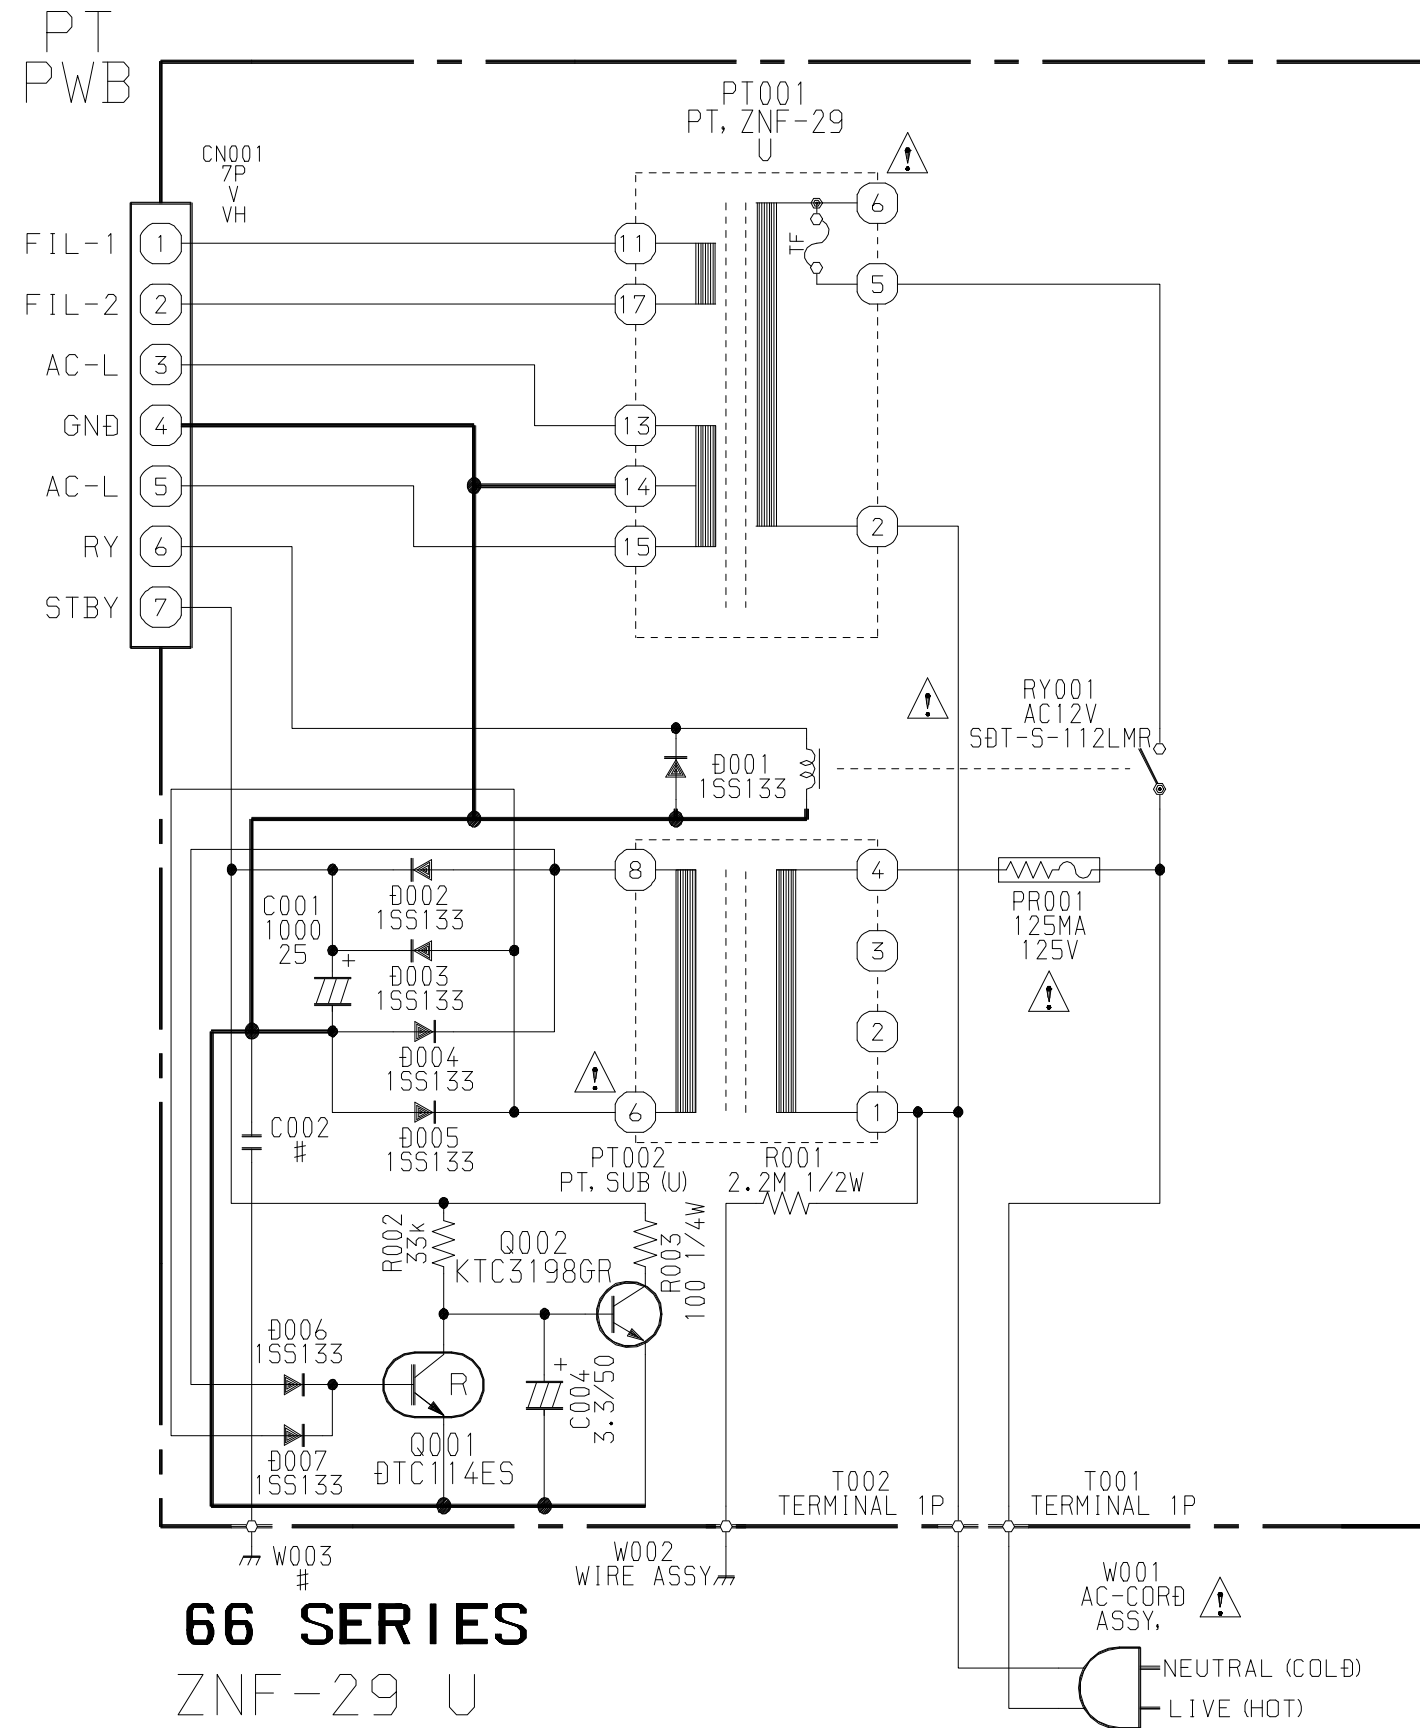 PT
PWB
PT001
PT, ZNF-29
U
CN001
7P
V
VH
6
FIL-1 1
11
TF
5
FIL-2 2
17
AC-L 3
GND 4
13
AC-L 5
14
2
RY 6
15
STBY 7
RY001
AC12V
SDT-S-112LMR
D001
1SS133
8
4
D002
1SS133
C001
1000
25
+
PR001
125MA
125V
3
D003
1SS133
2
D004
1SS133
6
1
C002
#
D005
1SS133
PT002
PT, SUB (U)
R001
2.2M 1/2W
R002
33k
Q002
KTC3198GR
R003
100 1/4W
D006
1SS133
R
+
C004
3.3/50
D007
1SS133
Q001
DTC114ES
T002
TERMINAL 1P
T001
TERMINAL 1P
W003
#
W002
WIRE ASSY
W001
AC-CORD
ASSY,
66 SERIES
ZNF-29 U
NEUTRAL (COLD)
LIVE (HOT)